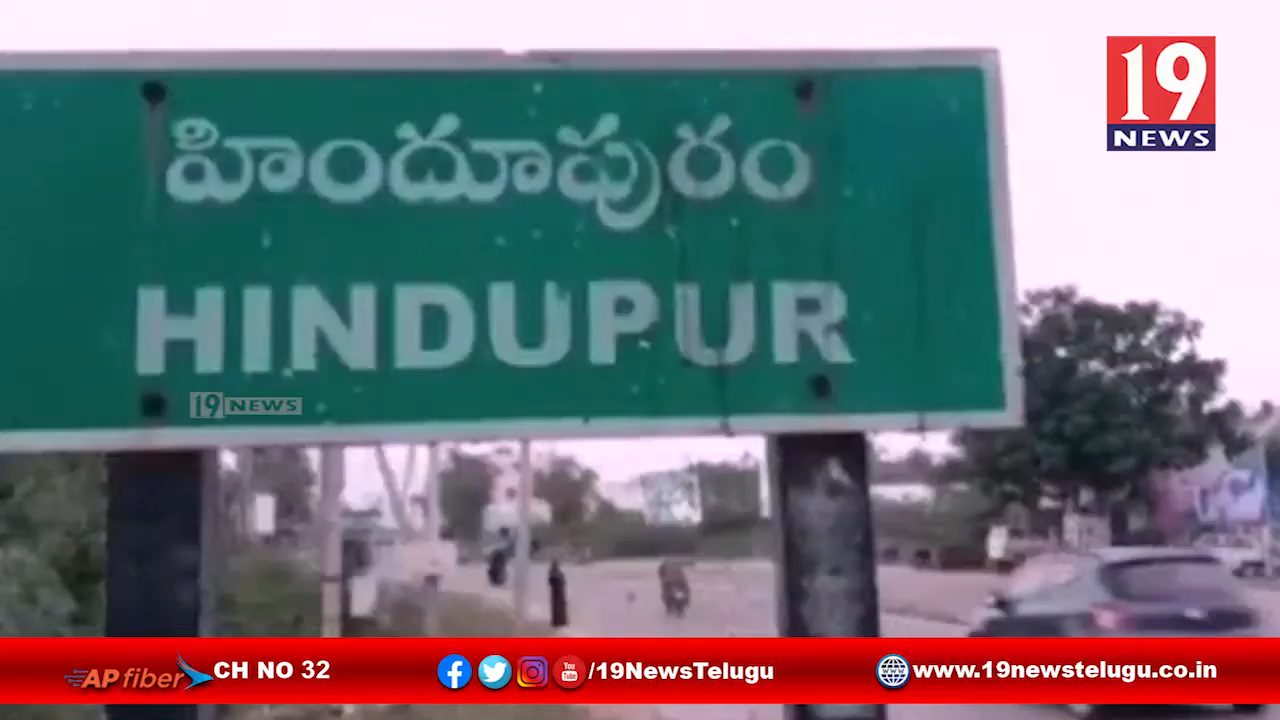 19
NEWS
హిందూపురం
HINDUPUR
19 NEWS
AP fiber CH NO 32
/19NewsTelugu
www.19newstelugu.co.in